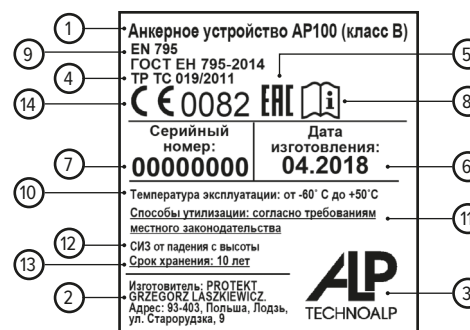 1 Анкерное устройство АР100 (класс В)
9 EN 795
ГОСТ ЕН 795-2014
4 ТР ТС 019/2011
5
14 CE 0082 EAC i 8
Серийный номер:
7 00000000
Дата изготовления:
04.2018 6
10 Температура эксплуатации: от -60˚ С до +50˚С
Способы утилизации: согласно требованиям 11
местного законодательства
12 СИЗ от падения с высоты
13 Срок хранения: 10 лет
Изготовитель: PROTEKT
2 GRZEGORZ LASZKIEWICZ.
Адрес: 93-403, Польша, Лодзь,
ул. Старорудзка, 9
ALP 3
TECHNOALP